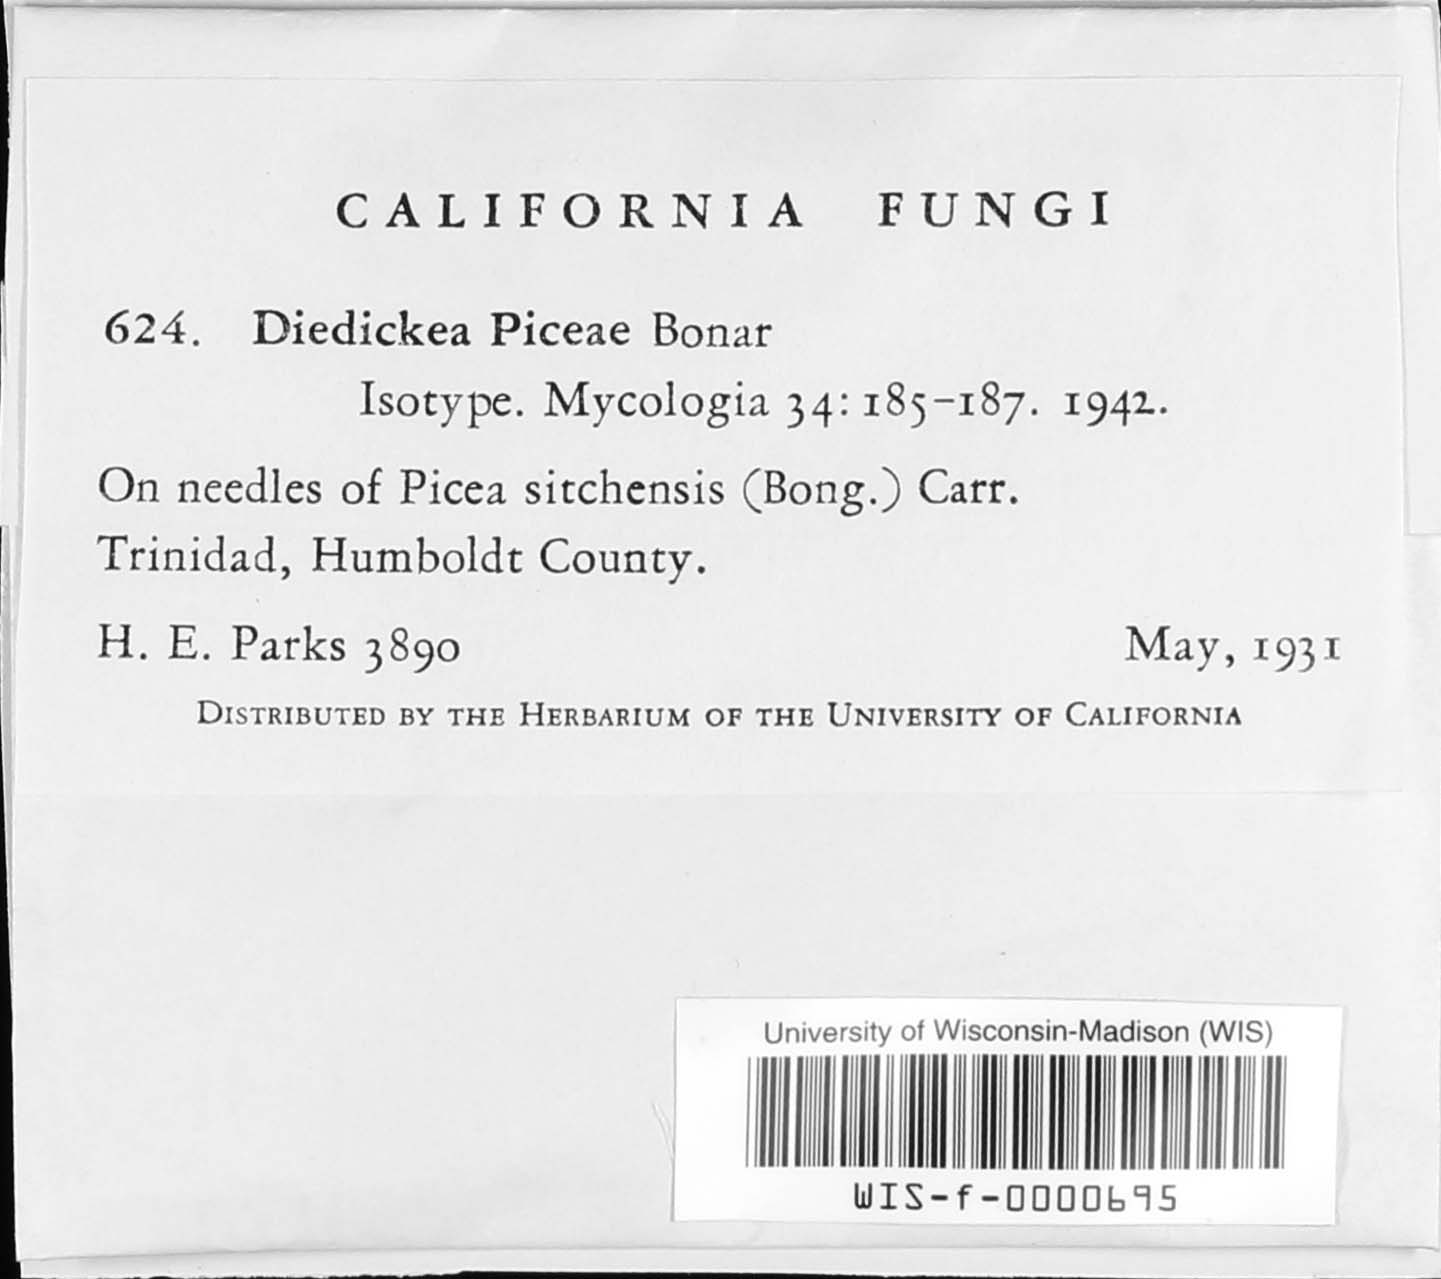 CALIFORNIA FUNGI
624. Diedickea Piceae Bonar
Isotype. Mycologia 34: 185-187. 1942.
On needles of Picea sitchensis (Bong.) Carr.
Trinidad, Humboldt County.
H. E. Parks 3890 May, 1931
DISTRIBUTED BY THE HERBARIUM OF THE UNIVERSITY OF CALIFORNIA
University of Wisconsin-Madison (WIS)
WIS-f-0000695